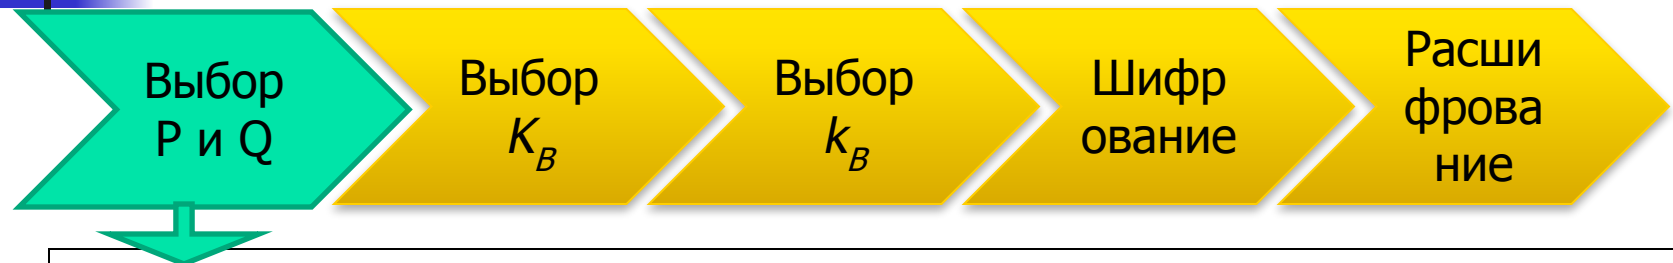 Выбор
P и Q
Выбор
K_B
Выбор
k_B
Шифр
ование
Расши
фрова
ние